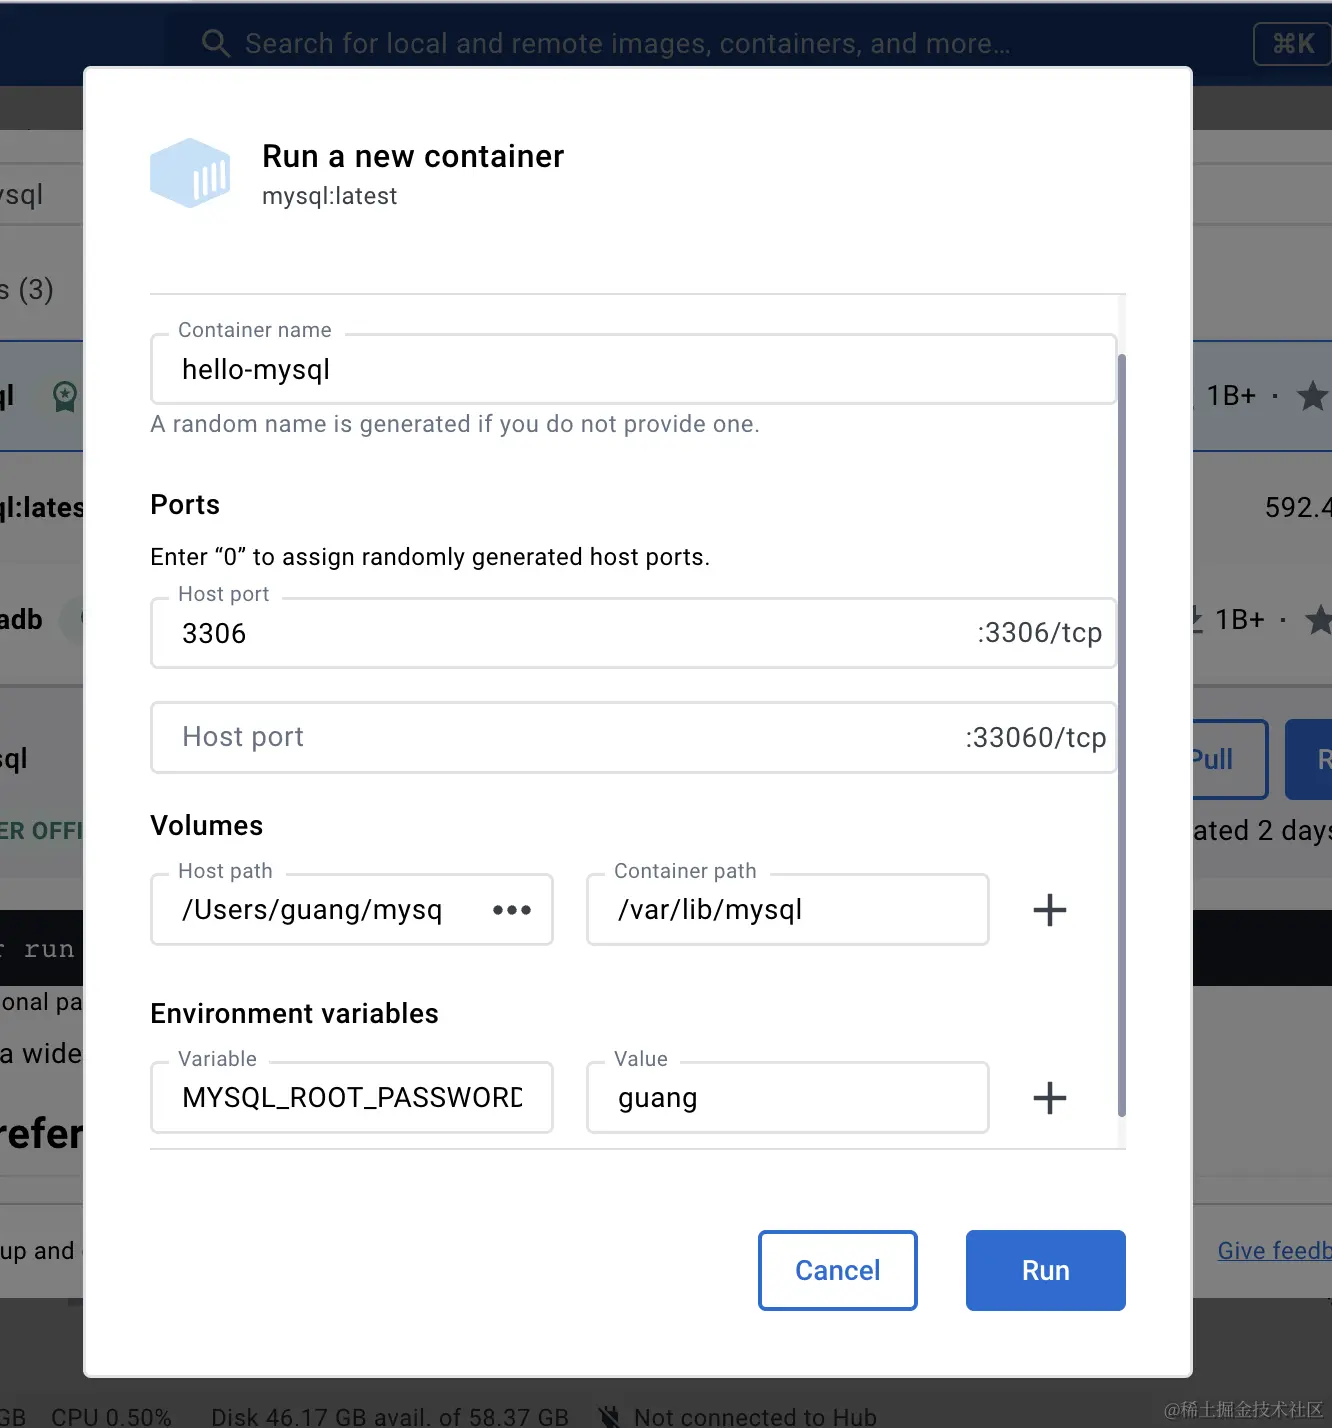 Search for local and remote images, containers, and more...
⌘K
Run a new container
mysql:latest
ysql
s (3)
Container name
hello-mysql
A random name is generated if you do not provide one.
ql
1B+ ·
ql:lates
592.4
Ports
Enter “0” to assign randomly generated host ports.
Host port
3306
:3306/tcp
adb
1B+ ·
Host port
:33060/tcp
sql
Pull
R
ER OFFI
ated 2 days
Volumes
Host path
/Users/guang/mysq
•••
Container path
/var/lib/mysql
+
r run
onal pa
Environment variables
a wide
Variable
MYSQL_ROOT_PASSWORD
Value
guang
+
refer
up and
Give feedb
Cancel
Run
GB CPU 0.50% Disk 46.17 GB avail. of 58.37 GB Not connected to Hub
@稀土掘金技术社区